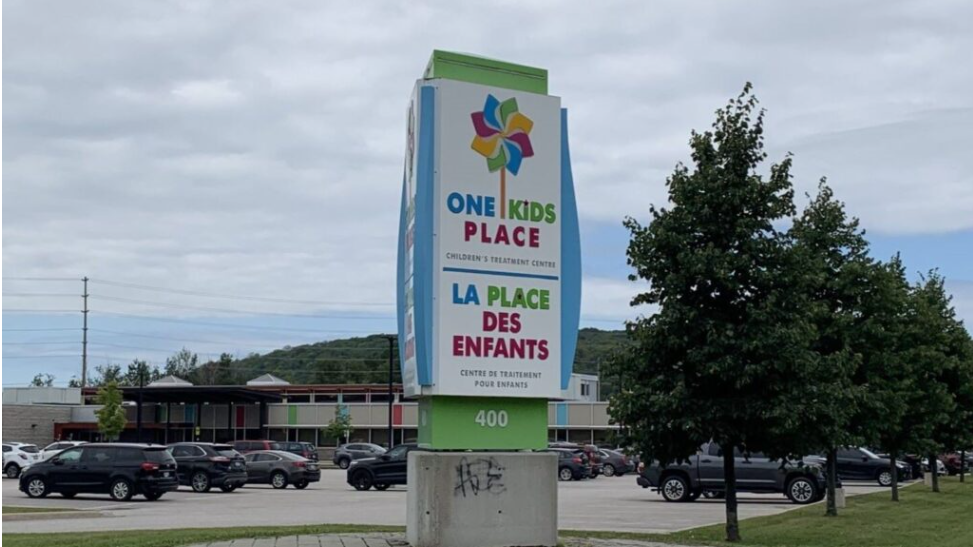 ONE KiDS
PLACE
CHILDREN'S TREATMENT CENTRE
LA PLACE
DES
ENFANTS
CENTRE DE TRAITEMENT
POUR ENFANTS
400